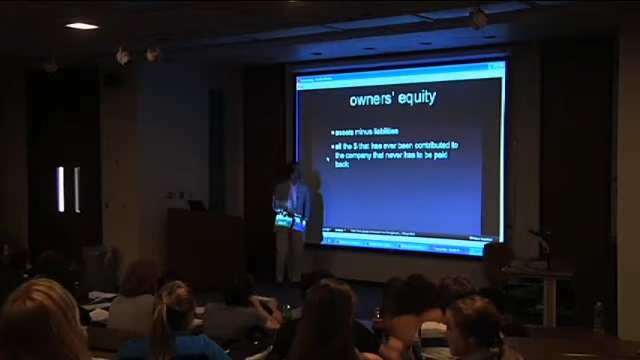 owners' equity
assets minus liabilities
all the $ that has ever been contributed to
the company that never has to be paid
back